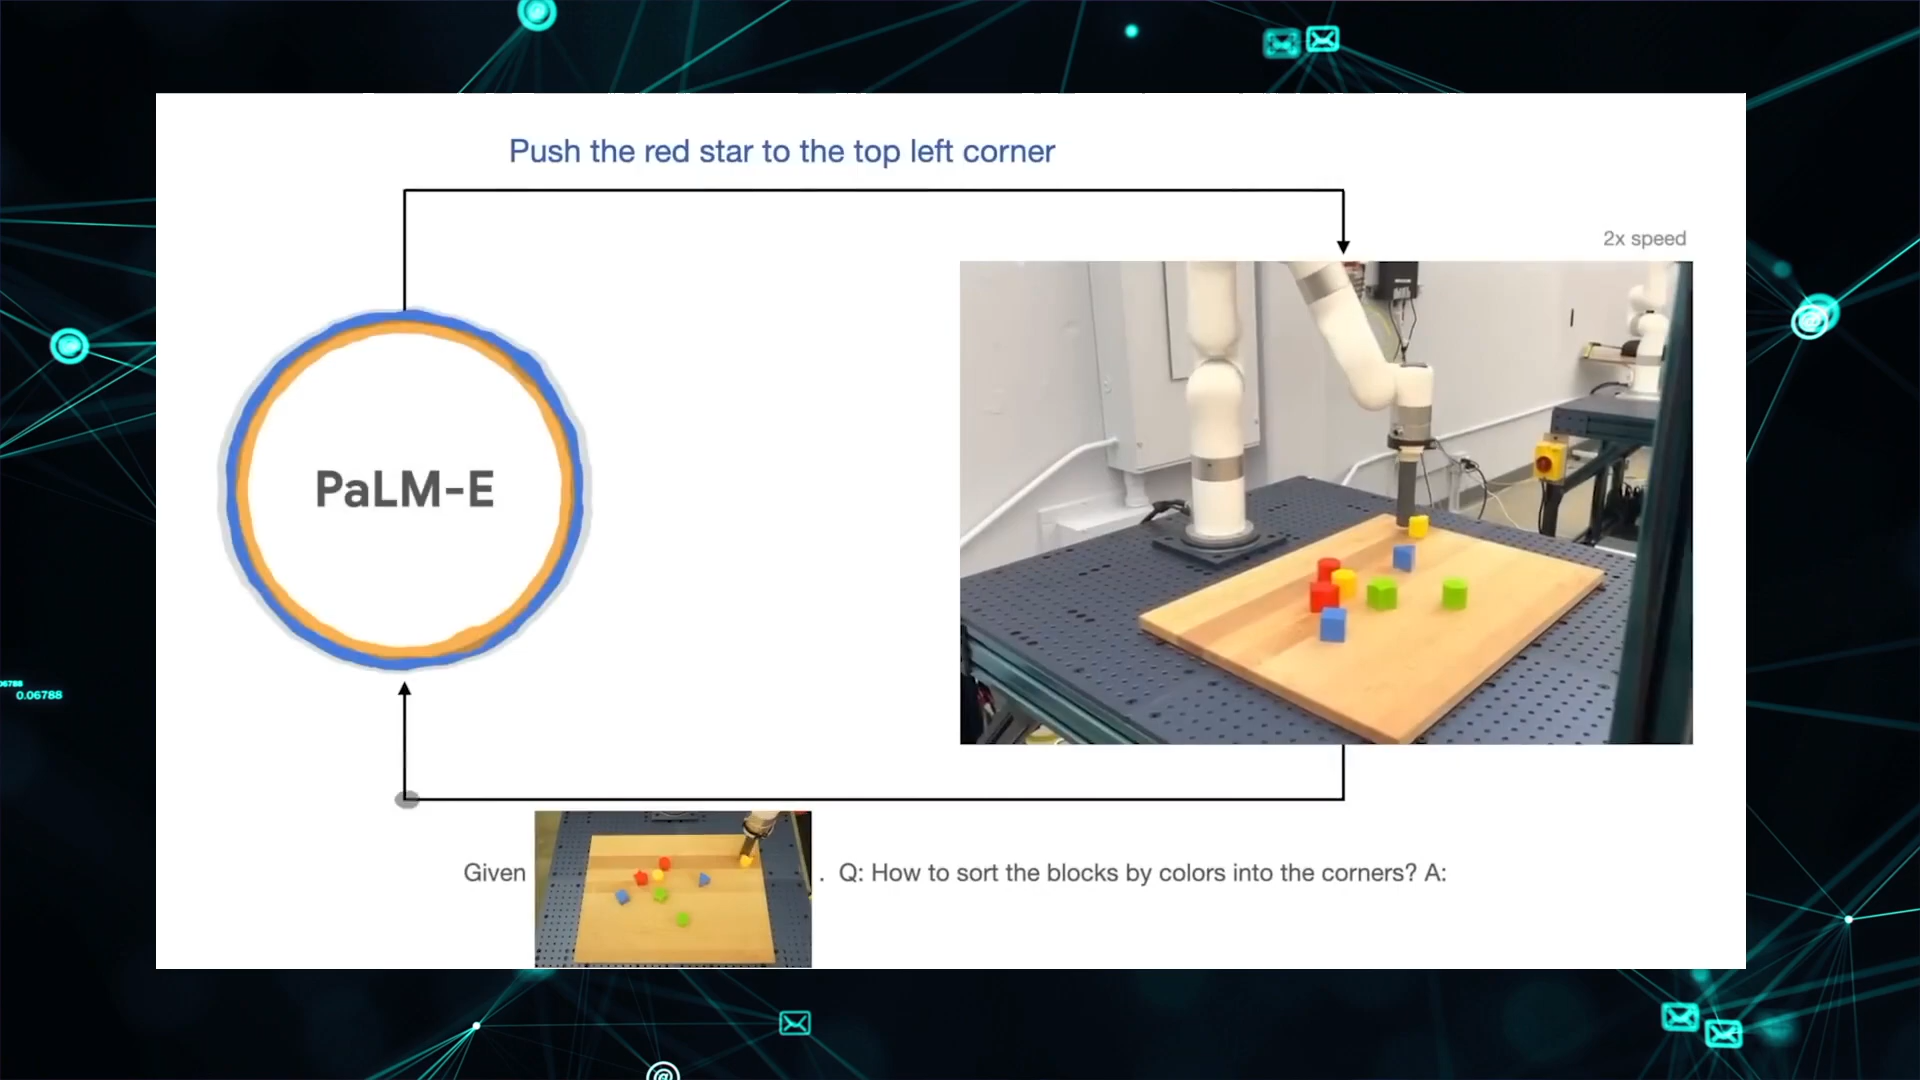 Push the red star to the top left corner
2x speed
PaLM-E
06788
0.06788
Given . Q: How to sort the blocks by colors into the corners? A: